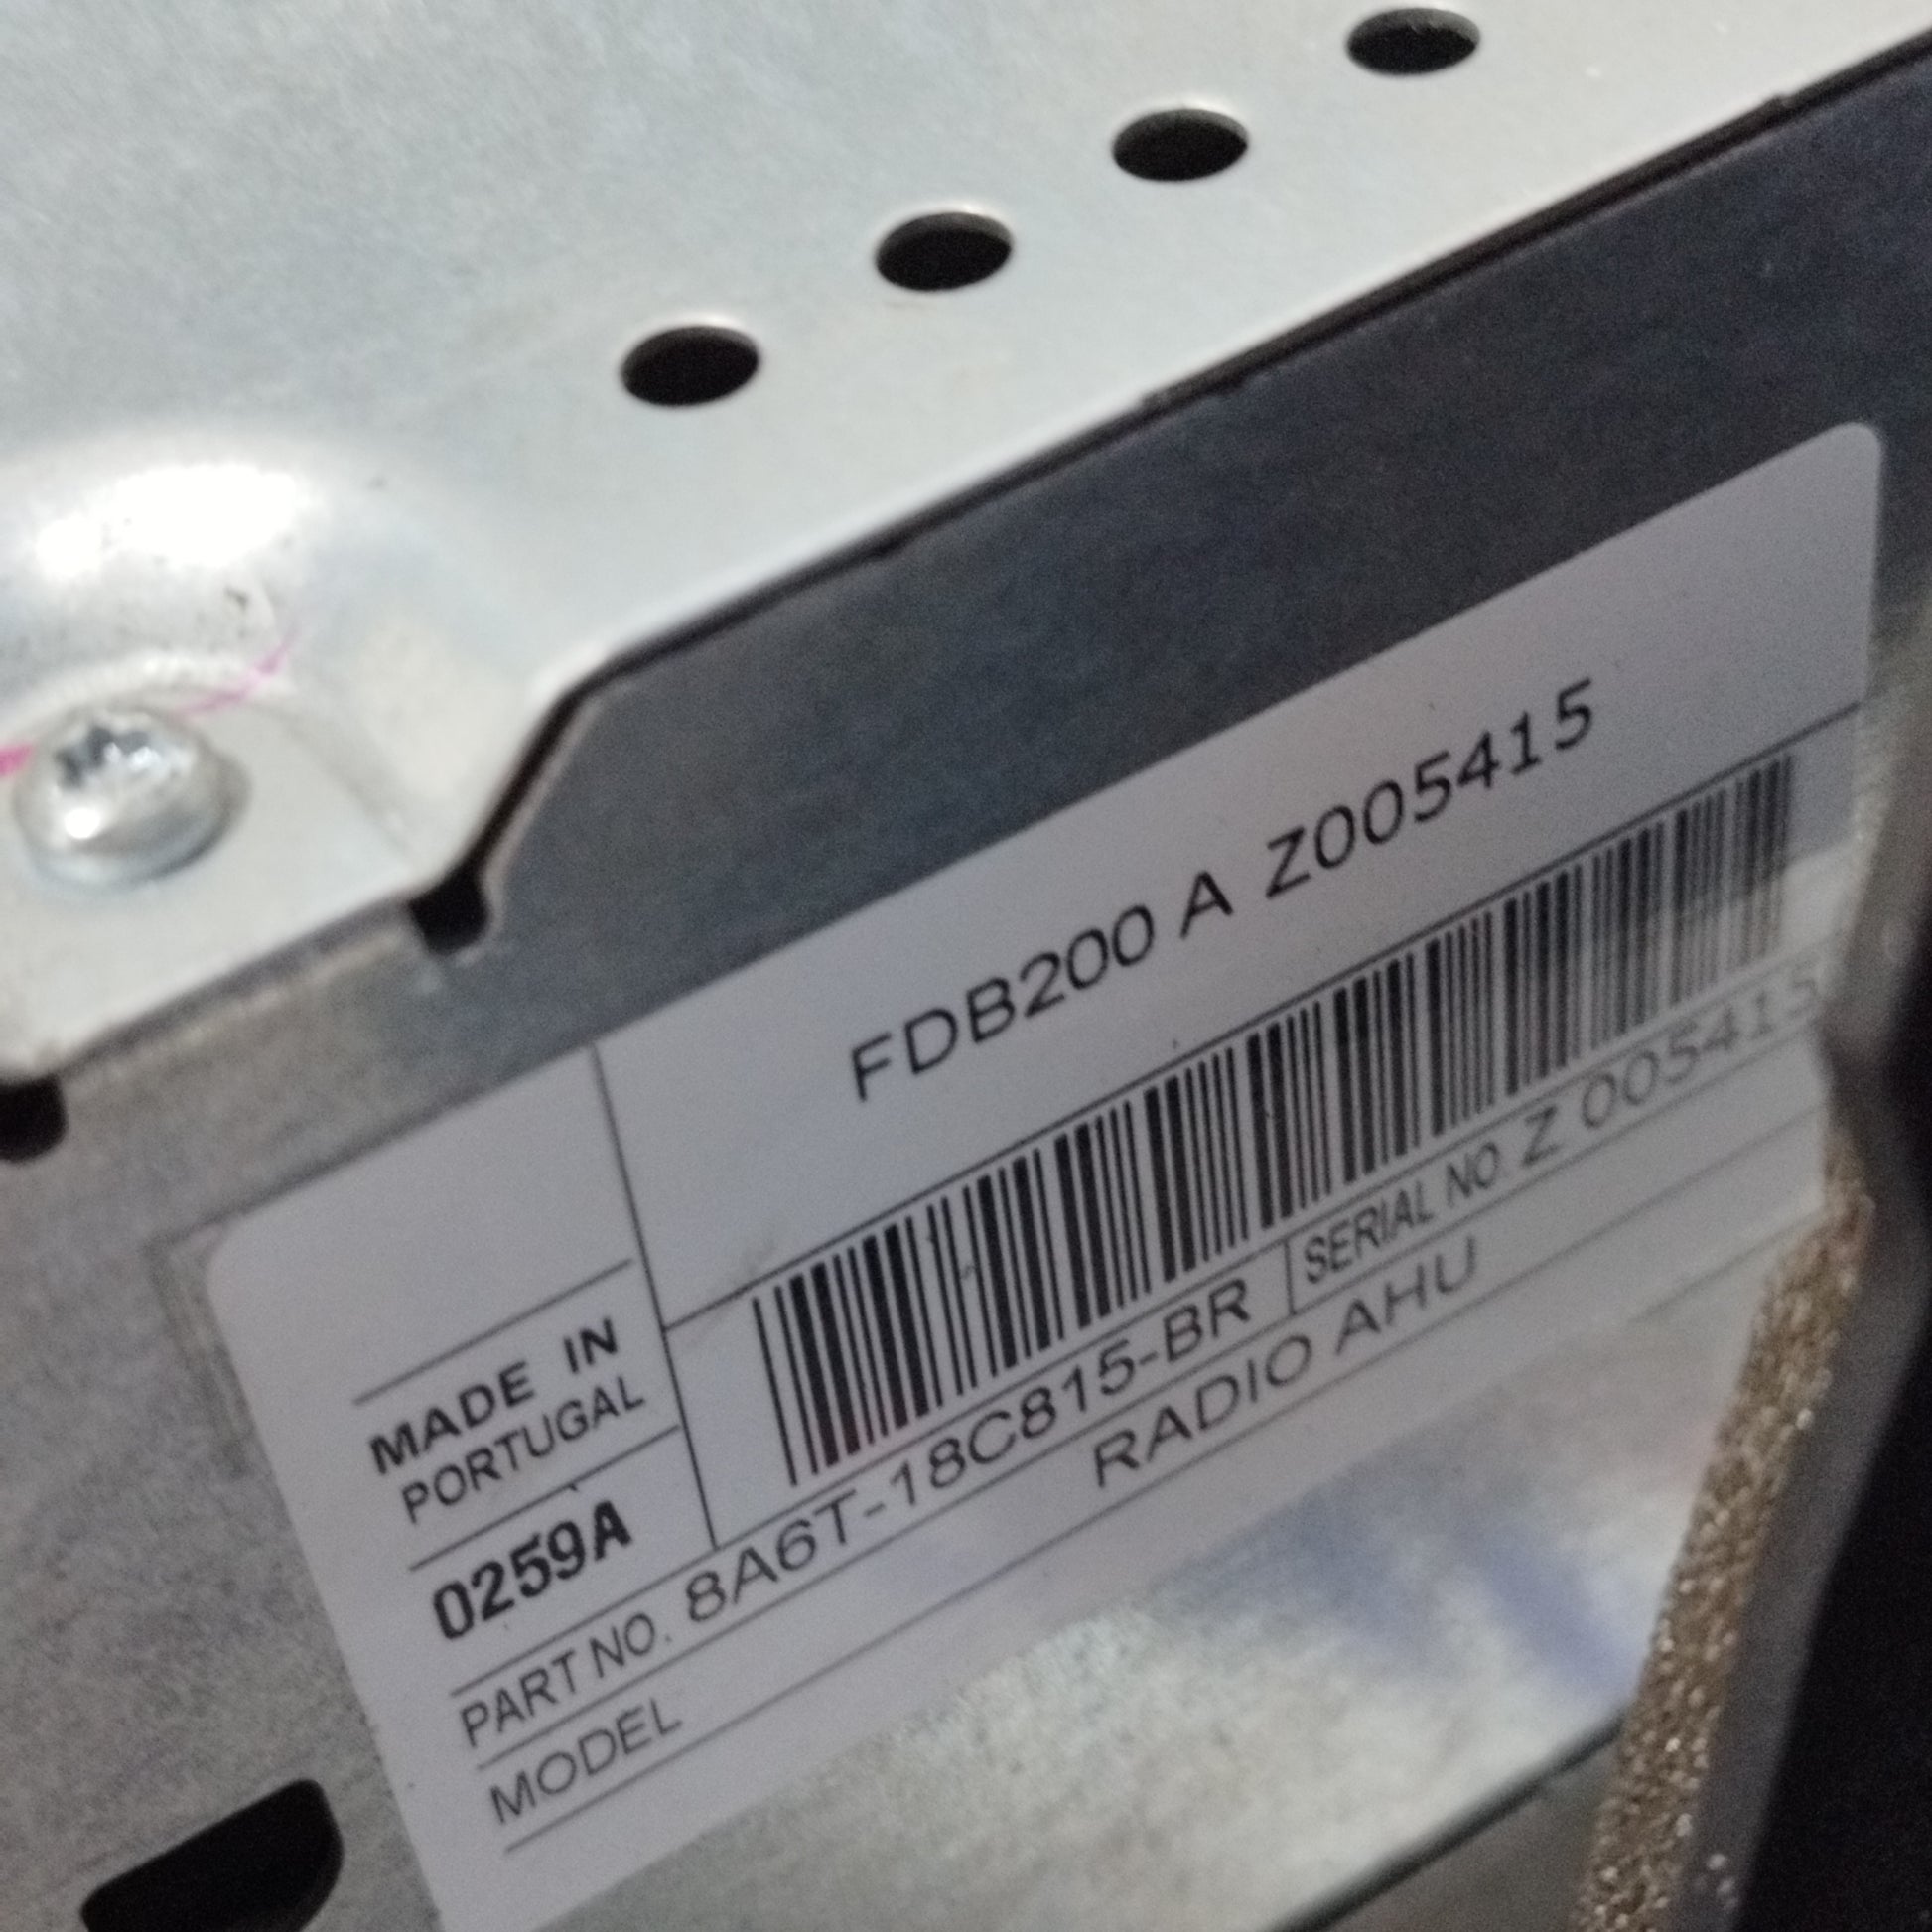 FDB200 A Z005415
MADE IN
PORTUGAL
0259A
PART NO. 8A6T-18C815-BR SERIAL NO. Z 005415
MODEL RADIO AHU